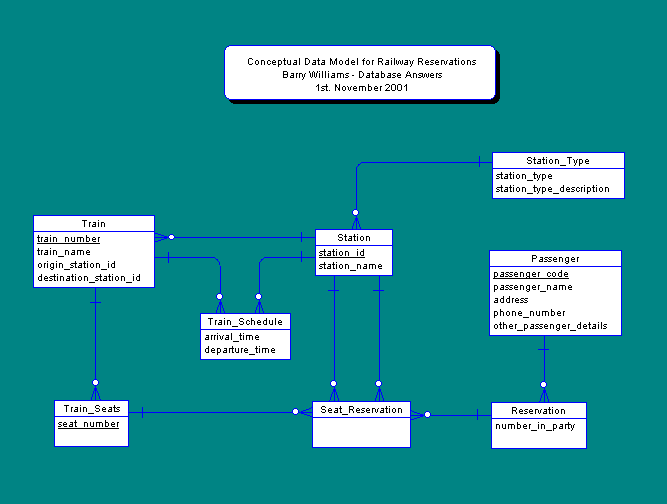 Conceptual Data Model for Railway Reservations
Barry Williams - Database Answers
1st. November 2001
Station_Type
station_type
station_type_description
Train
train_number
train_name
origin_station_id
destination_station_id
Station
station_id
station_name
Passenger
passenger_code
passenger_name
address
phone_number
other_passenger_details
Train_Schedule
arrival_time
departure_time
Train_Seats
seat_number
Seat_Reservation
Reservation
number_in_party